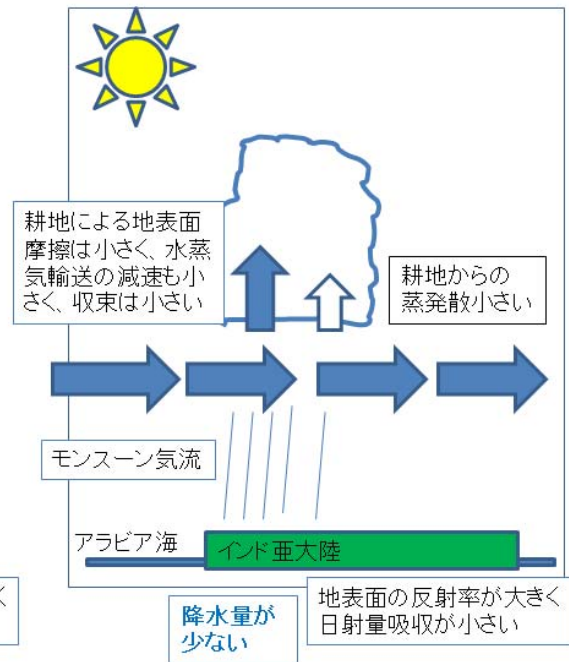 耕地による地表面
摩擦は小さく、水蒸
気輸送の減速も小
さく、収束は小さい
耕地からの
蒸発散小さい
モンスーン気流
アラビア海
インド亜大陸
く
降水量が
少ない
地表面の反射率が大きく
日射量吸収が小さい